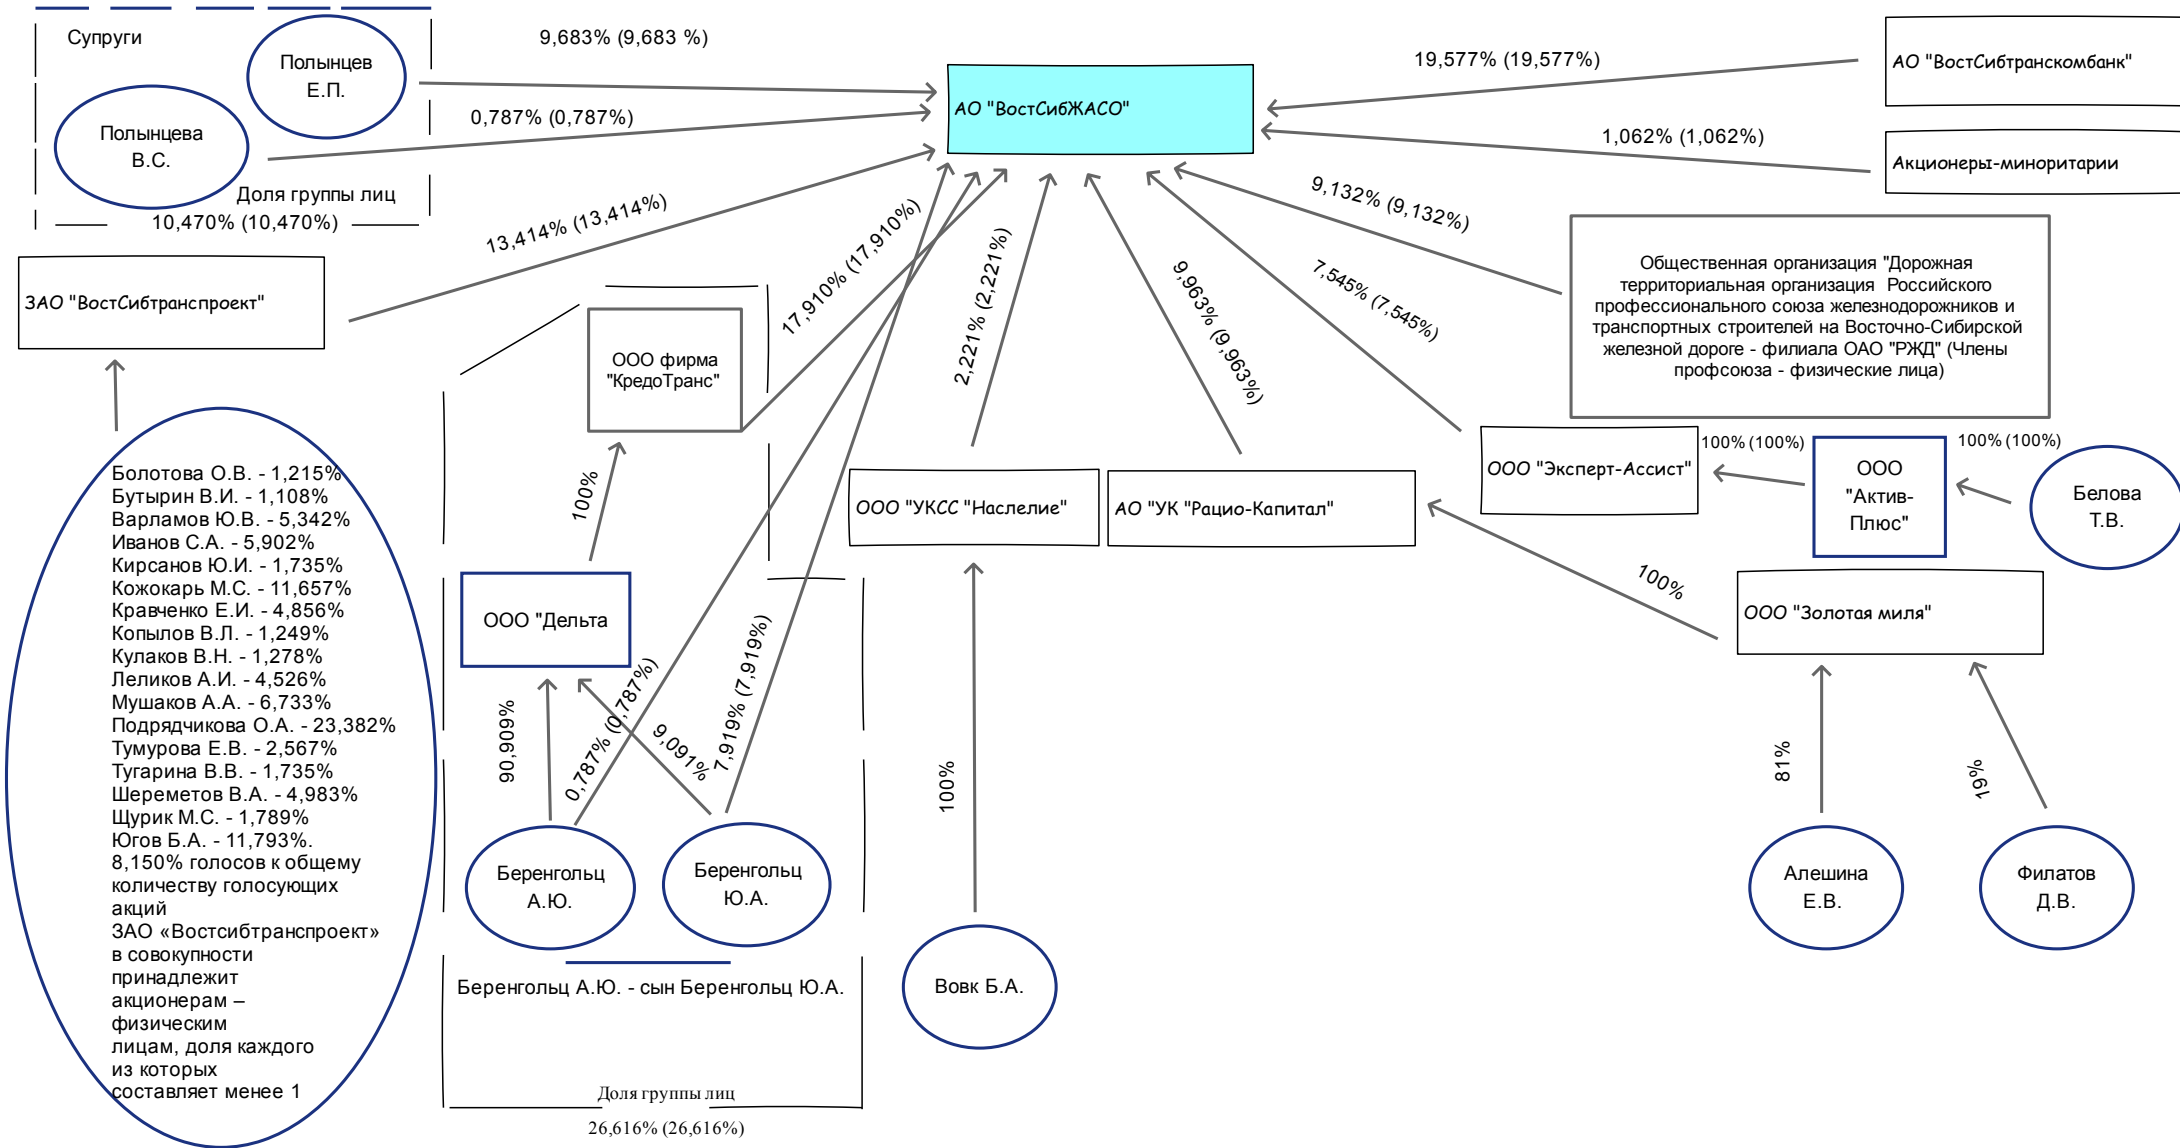 Супруги
Полынцев
Е.П.
Полынцева
В.С.
Доля группы лиц
10,470% (10,470%)
9,683% (9,683 %)
0,787% (0,787%)
АО "ВостСибЖАСО"
19,577% (19,577%)
АО "ВостСибтранскомбанк"
1,062% (1,062%)
Акционеры-миноритарии
ЗАО "ВостСибтранспроект"
13,414% (13,414%)
17,910% (17,910%)
2,221% (2,221%)
9,963% (9,963%)
7,545% (7,545%)
9,132% (9,132%)
Общественная организация "Дорожная
территориальная организация Российского
профессионального союза железнодорожников и
транспортных строителей на Восточно-Сибирской
железной дороге - филиала ОАО "РЖД" (Члены
профсоюза - физические лица)
ООО фирма
"КредоТранс"
100%
ООО "УКСС "Наслелие"
АО "УК "Рацио-Капитал"
ООО "Эксперт-Ассист"
100% (100%)
ООО
"Актив-
Плюс"
100% (100%)
Белова
Т.В.
Болотова О.В. - 1,215%
Бутырин В.И. - 1,108%
Варламов Ю.В. - 5,342%
Иванов С.А. - 5,902%
Кирсанов Ю.И. - 1,735%
Кожокарь М.С. - 11,657%
Кравченко Е.И. - 4,856%
Копылов В.Л. - 1,249%
Кулаков В.Н. - 1,278%
Леликов А.И. - 4,526%
Мушаков А.А. - 6,733%
Подрядчикова О.А. - 23,382%
Тумурова Е.В. - 2,567%
Тугарина В.В. - 1,735%
Шереметов В.А. - 4,983%
Щурик М.С. - 1,789%
Югов Б.А. - 11,793%.
8,150% голосов к общему
количеству голосующих
акций
ЗАО «Востсибтранспроект»
в совокупности
принадлежит
акционерам –
физическим
лицам, доля каждого
из которых
составляет менее 1
ООО "Дельта
90,909%
0,787% (0,787%)
9,091%
7,919% (7,919%)
Беренгольц
А.Ю.
Беренгольц
Ю.А.
Беренгольц А.Ю. - сын Беренгольц Ю.А.
Доля группы лиц
26,616% (26,616%)
100%
Вовк Б.А.
100%
ООО "Золотая миля"
81%
19%
Алешина
Е.В.
Филатов
Д.В.